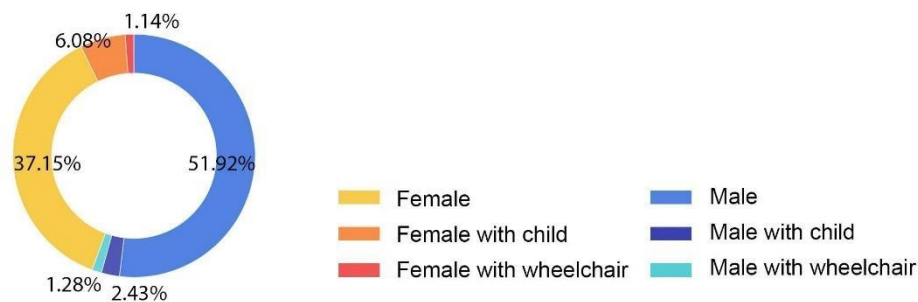 1.14%
6.08%
37.15%
51.92%
1.28%
2.43%
Female
Male
Female with child
Male with child
Female with wheelchair
Male with wheelchair